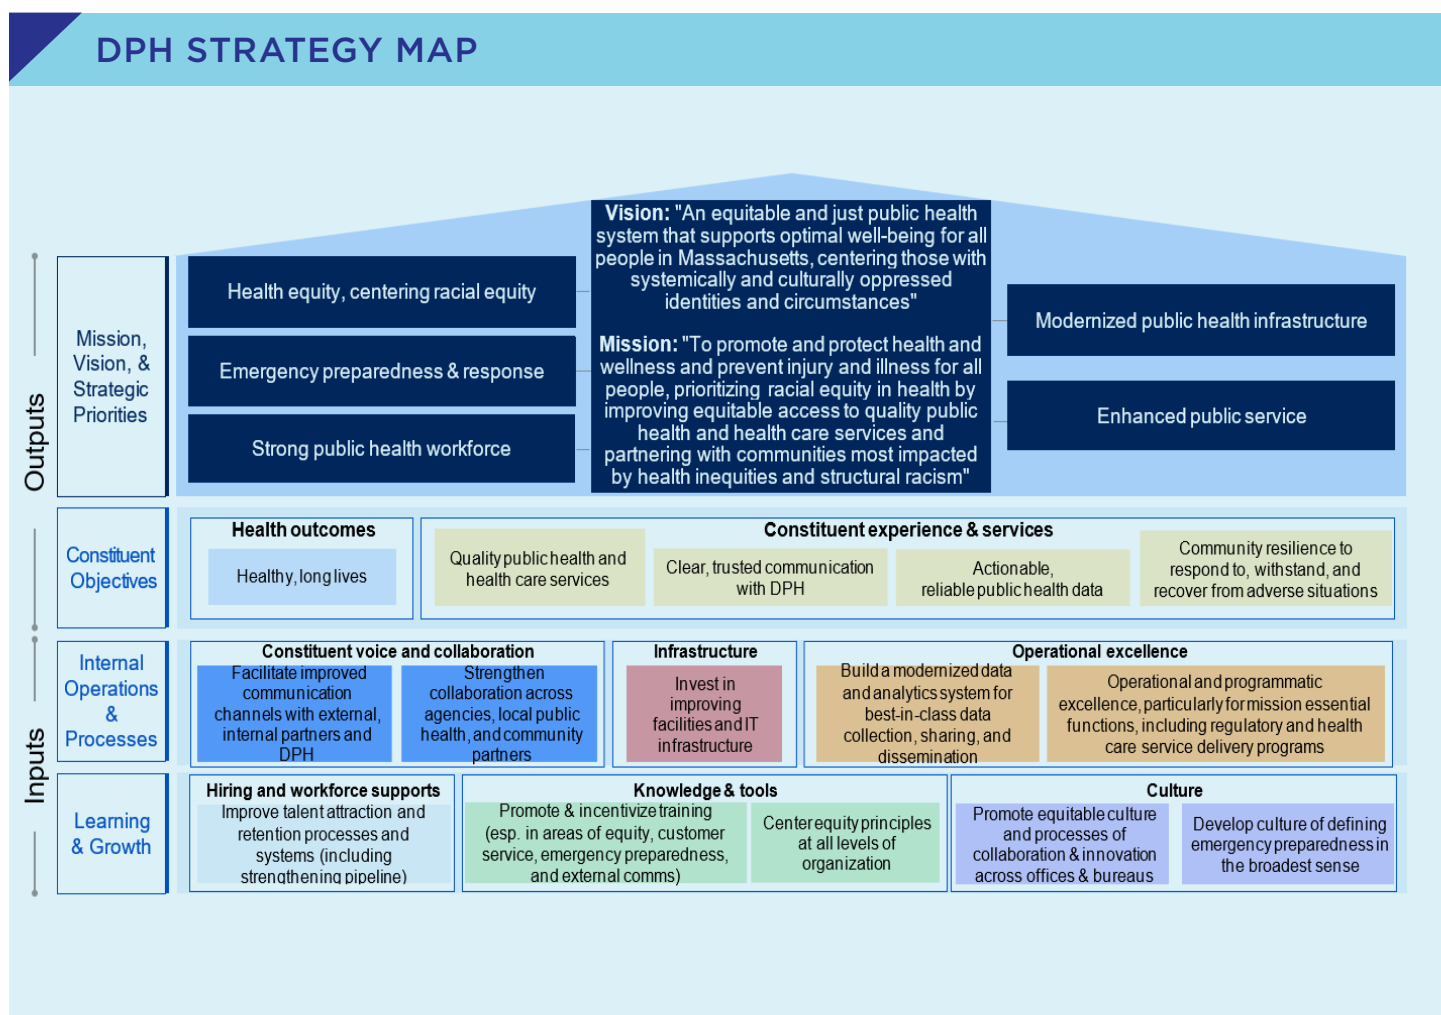 DPH STRATEGY MAP
Outputs
Mission,
Vision, &
Strategic
Priorities
Health equity, centering racial equity
Emergency preparedness & response
Strong public health workforce
Vision: "An equitable and just public health
system that supports optimal well-being for all
people in Massachusetts, centering those with
systemically and culturally oppressed
identities and circumstances"
Mission: "To promote and protect health and
wellness and prevent injury and illness for all
people, prioritizing racial equity in health by
improving equitable access to quality public
health and health care services and
partnering with communities most impacted
by health inequities and structural racism"
Modernized public health infrastructure
Enhanced public service
Constituent
Objectives
Health outcomes
Healthy, long lives
Constituent experience & services
Quality public health and
health care services
Clear, trusted communication
with DPH
Actionable,
reliable public health data
Community resilience to
respond to, withstand, and
recover from adverse situations
Inputs
Internal
Operations
&
Processes
Constituent voice and collaboration
Facilitate improved
communication
channels with external,
internal partners and
DPH
Strengthen
collaboration across
agencies, local public
health, and community
partners
Infrastructure
Invest in
improving
facilities and IT
infrastructure
Operational excellence
Build a modernized data
and analytics system for
best-in-class data
collection, sharing, and
dissemination
Operational and programmatic
excellence, particularly for mission essential
functions, including regulatory and health
care service delivery programs
Learning
& Growth
Hiring and workforce supports
Improve talent attraction and
retention processes and
systems (including
strengthening pipeline)
Knowledge & tools
Promote & incentivize training
(esp. in areas of equity, customer
service, emergency preparedness,
and external comms)
Center equity principles
at all levels of
organization
Culture
Promote equitable culture
and processes of
collaboration & innovation
across offices & bureaus
Develop culture of defining
emergency preparedness in
the broadest sense